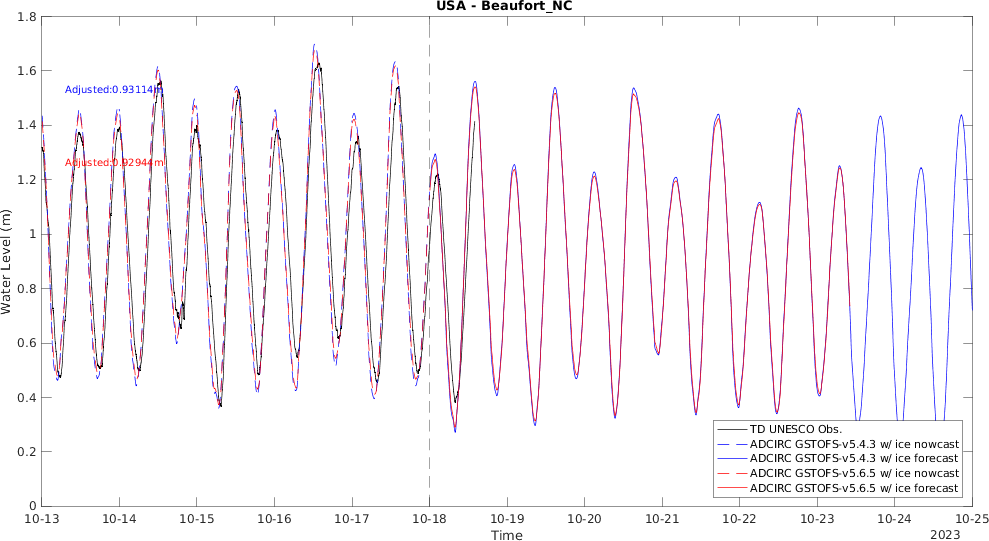 USA - Beaufort_NC
1.8
1.6
1.4
1.2
1
0.8
0.6
0.4
0.2
0
Water Level (m)
Adjusted:0.93114m
Adjusted:0.92944m
TD UNESCO Obs.
ADCIRC GSTOFS-v5.4.3 w/ ice nowcast
ADCIRC GSTOFS-v5.4.3 w/ ice forecast
ADCIRC GSTOFS-v5.6.5 w/ ice nowcast
ADCIRC GSTOFS-v5.6.5 w/ ice forecast
10-13 10-14 10-15 10-16 10-17 10-18 10-19 10-20 10-21 10-22 10-23 10-24 10-25
Time
2023